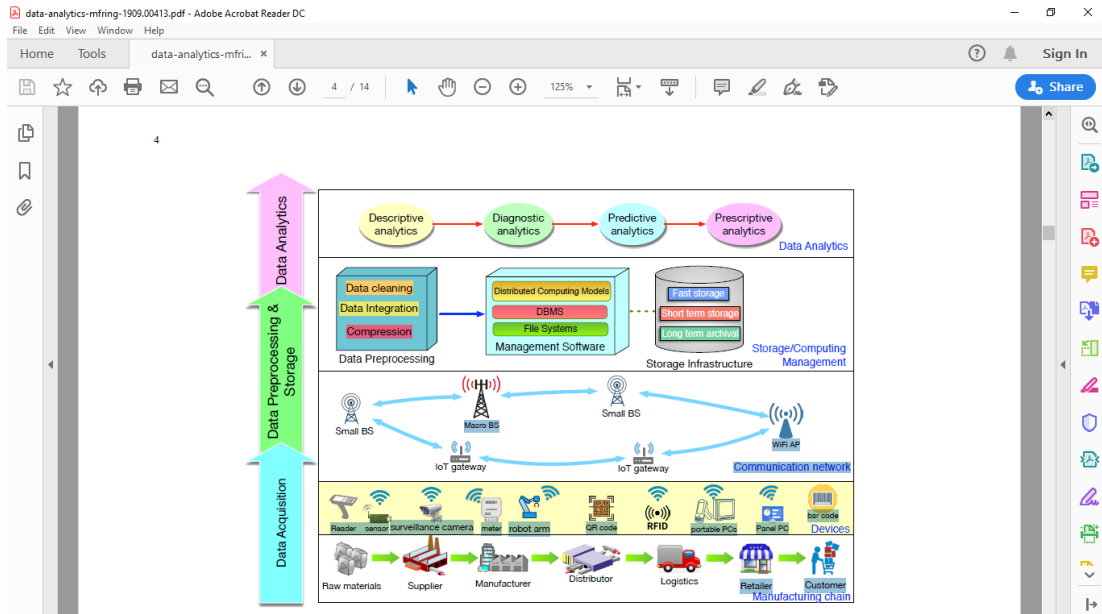 data-analytics-mfring-1909.00413.pdf - Adobe Acrobat Reader DC
File Edit View Window Help
Home Tools data-analytics-mfri... × Sign In
4 / 14 125% Share
4
Data Analytics
Descriptive analytics
Diagnostic analytics
Predictive analytics
Prescriptive analytics
Data Analytics
Data Preprocessing & Storage
Data cleaning
Data Integration
Compression
Data Preprocessing
Distributed Computing Models
DBMS
File Systems
Management Software
Fast storage
Short term storage
Long term archival
Storage Infrastructure
Storage/Computing
Management
Small BS
Macro BS
Small BS
WiFi AP
IoT gateway
IoT gateway
Communication network
Data Acquisition
Reader
sensor
surveillance camera
meter
robot arm
QR code
RFID
portable PCs
Panel PC
bar code
Devices
Raw materials
Supplier
Manufacturer
Distributor
Logistics
Retailer
Customer
Manufacturing chain